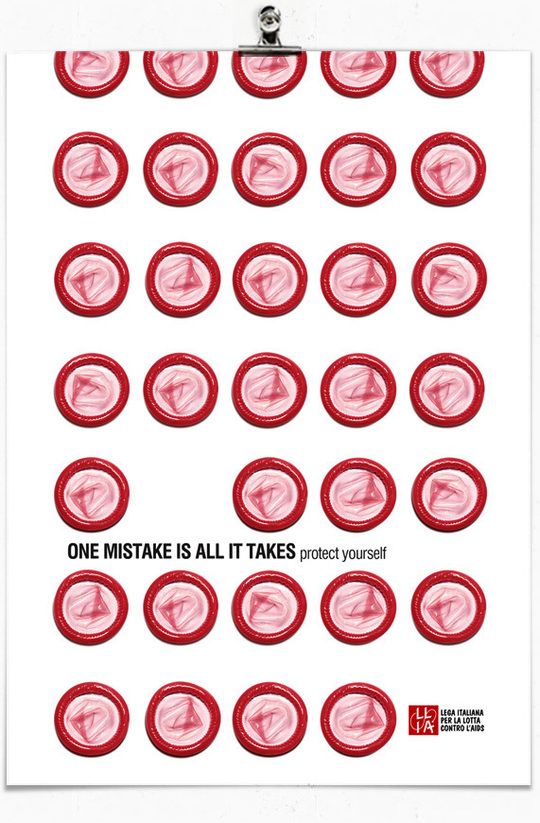 ONE MISTAKE IS ALL IT TAKES protect yourself
LILA
LEGA ITALIANA
PER LA LOTTA
CONTRO L'AIDS